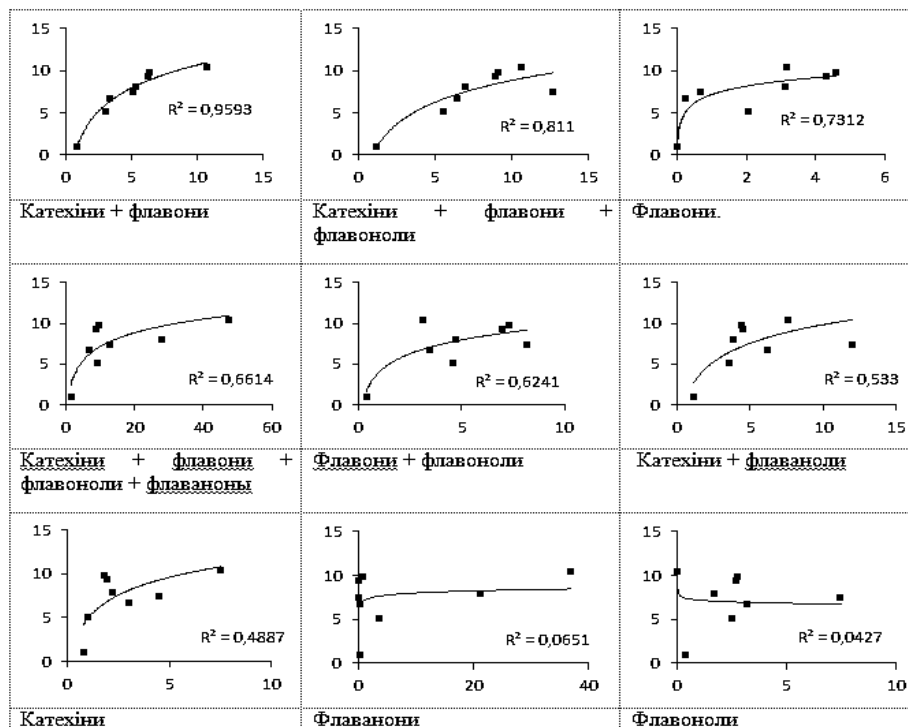 15
10
5
0
R² = 0,9593
0 5 10 15
15
10
5
0
R² = 0,811
0 5 10 15
15
10
5
0
R² = 0,7312
0 2 4 6
Катехіни + флавони
Катехіни + флавони +
флавоноли
Флавони.
15
10
5
0
R² = 0,6614
0 20 40 60
15
10
5
0
R² = 0,6241
0 5 10
15
10
5
0
R² = 0,533
0 5 10 15
Катехіни + флавони +
флавоноли + флаваноны
Флавони + флавоноли
Катехіни + флаваноли
15
10
5
0
R² = 0,4887
0 5 10
15
10
5
0
R² = 0,0651
0 20 40
15
10
5
0
R² = 0,0427
0 5 10
Катехіни
Флаванони
Флавоноли